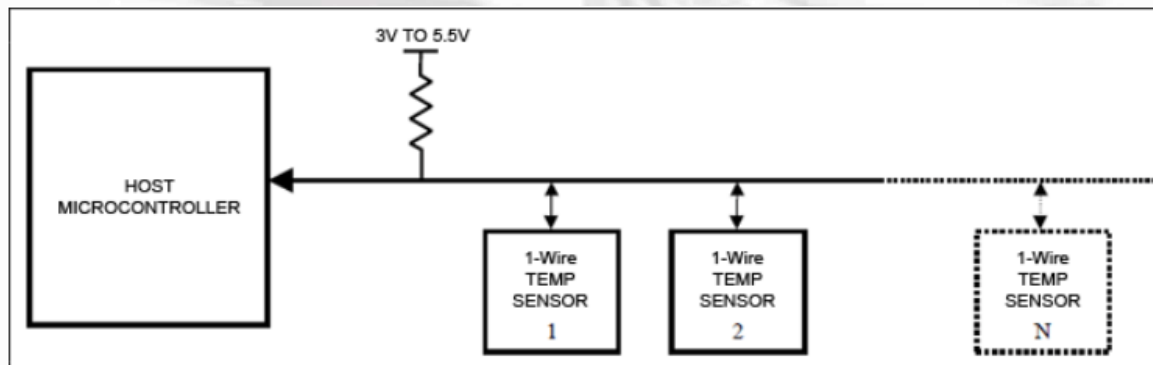 3V TO 5.5V
HOST
MICROCONTROLLER
1-Wire
TEMP
SENSOR
1
1-Wire
TEMP
SENSOR
2
1-Wire
TEMP
SENSOR
N